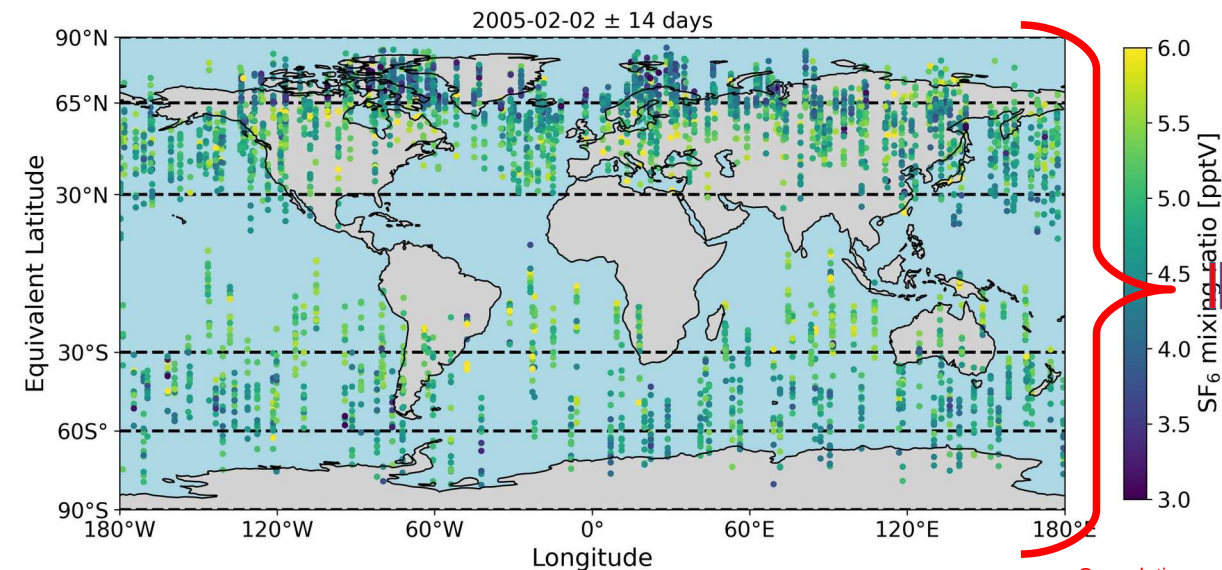 2005-02-02 ± 14 days
90°N
65°N
30°N
30°S
60S°
90°S
Equivalent Latitude
180°W
120°W
60°W
0°
60°E
120°E
180°E
Longitude
6.0
5.5
5.0
4.5
4.0
3.5
3.0
SF₆ mixing ratio [pptV]